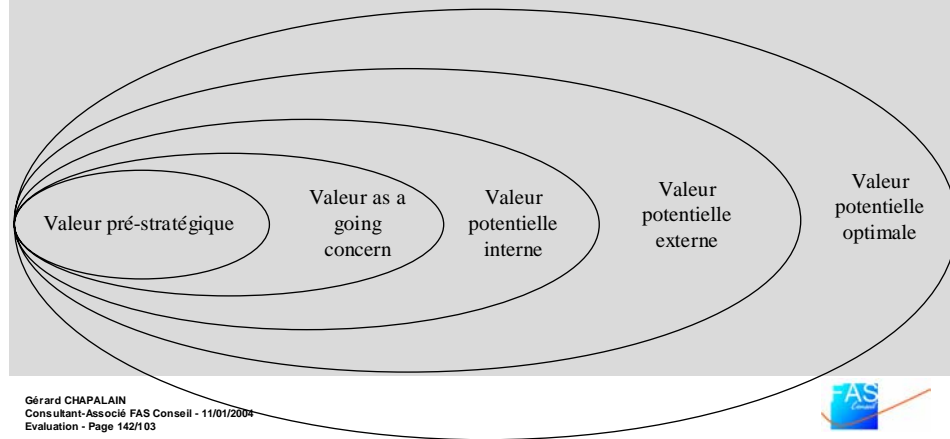 Valeur pré-stratégique
Valeur as a
going
concern
Valeur
potentielle
interne
Valeur
potentielle
externe
Valeur
potentielle
optimale
Gérard CHAPALAIN
Consultant-Associé FAS Conseil - 11/01/2004
Evaluation - Page 142/103
FAS
Conseil